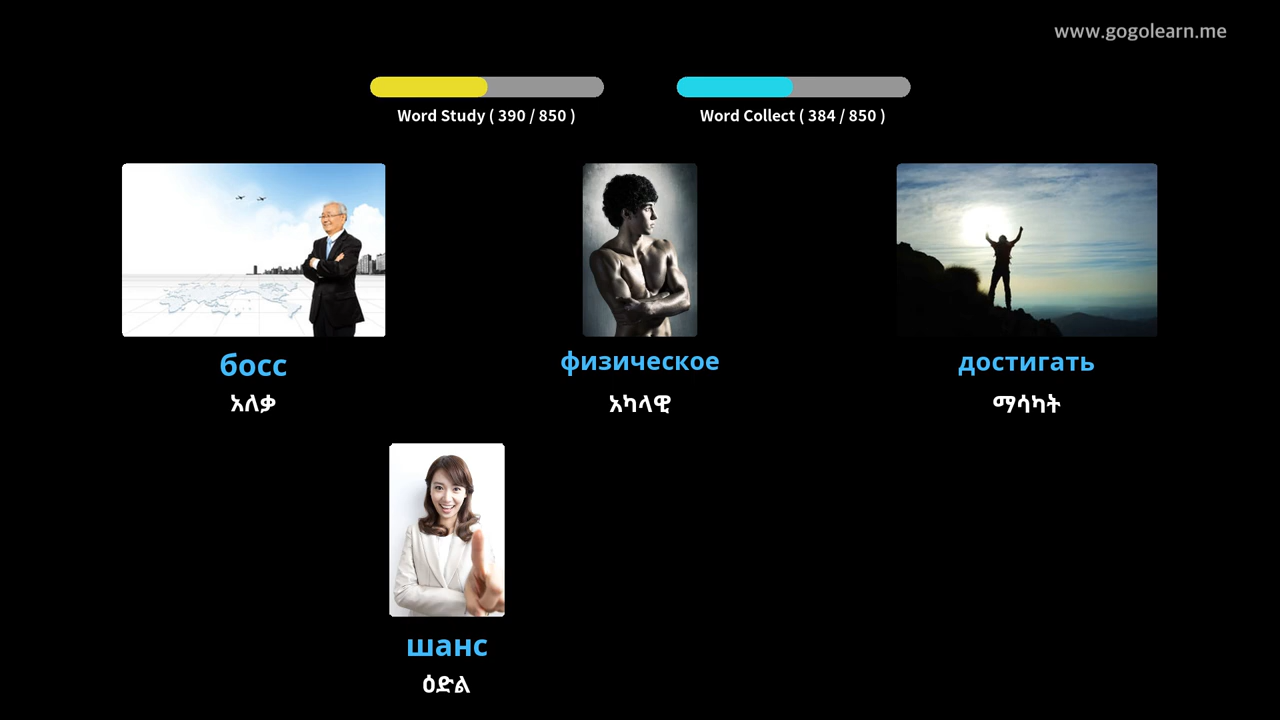 www.gogolearn.me
Word Study ( 390 / 850 )
Word Collect ( 384 / 850 )
босс
አለቃ
физическое
አካላዊ
достигать
ማሳካት
шанс
ዕድል